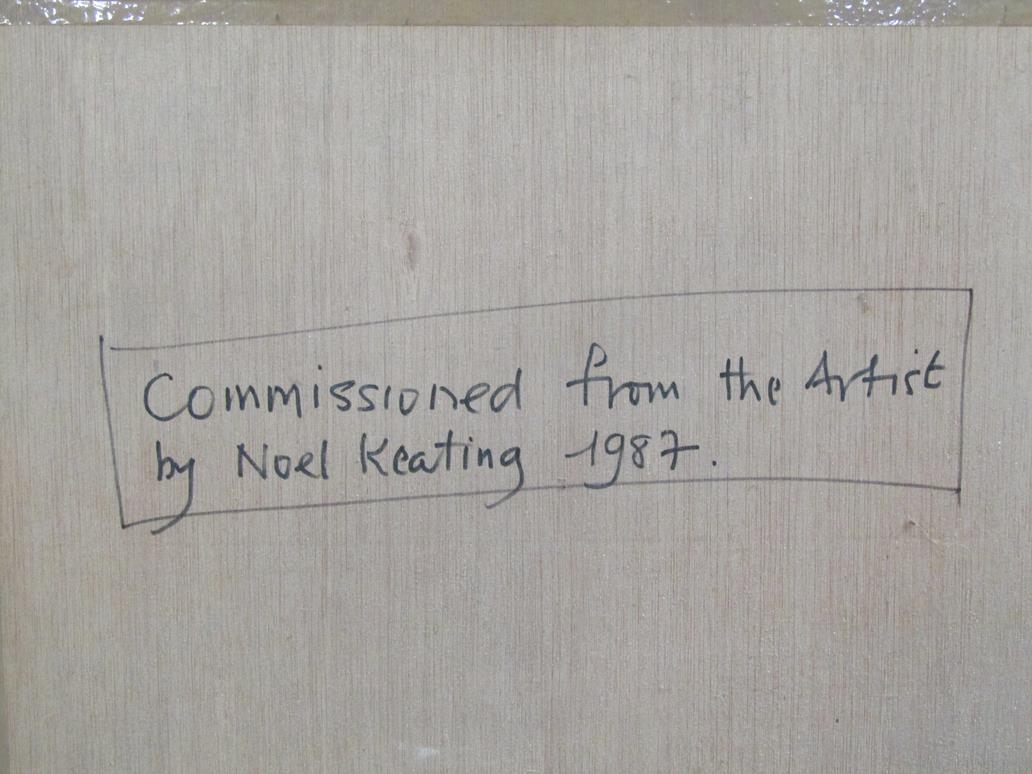 Commissioned from the Artist
by Noel Keating 1987.